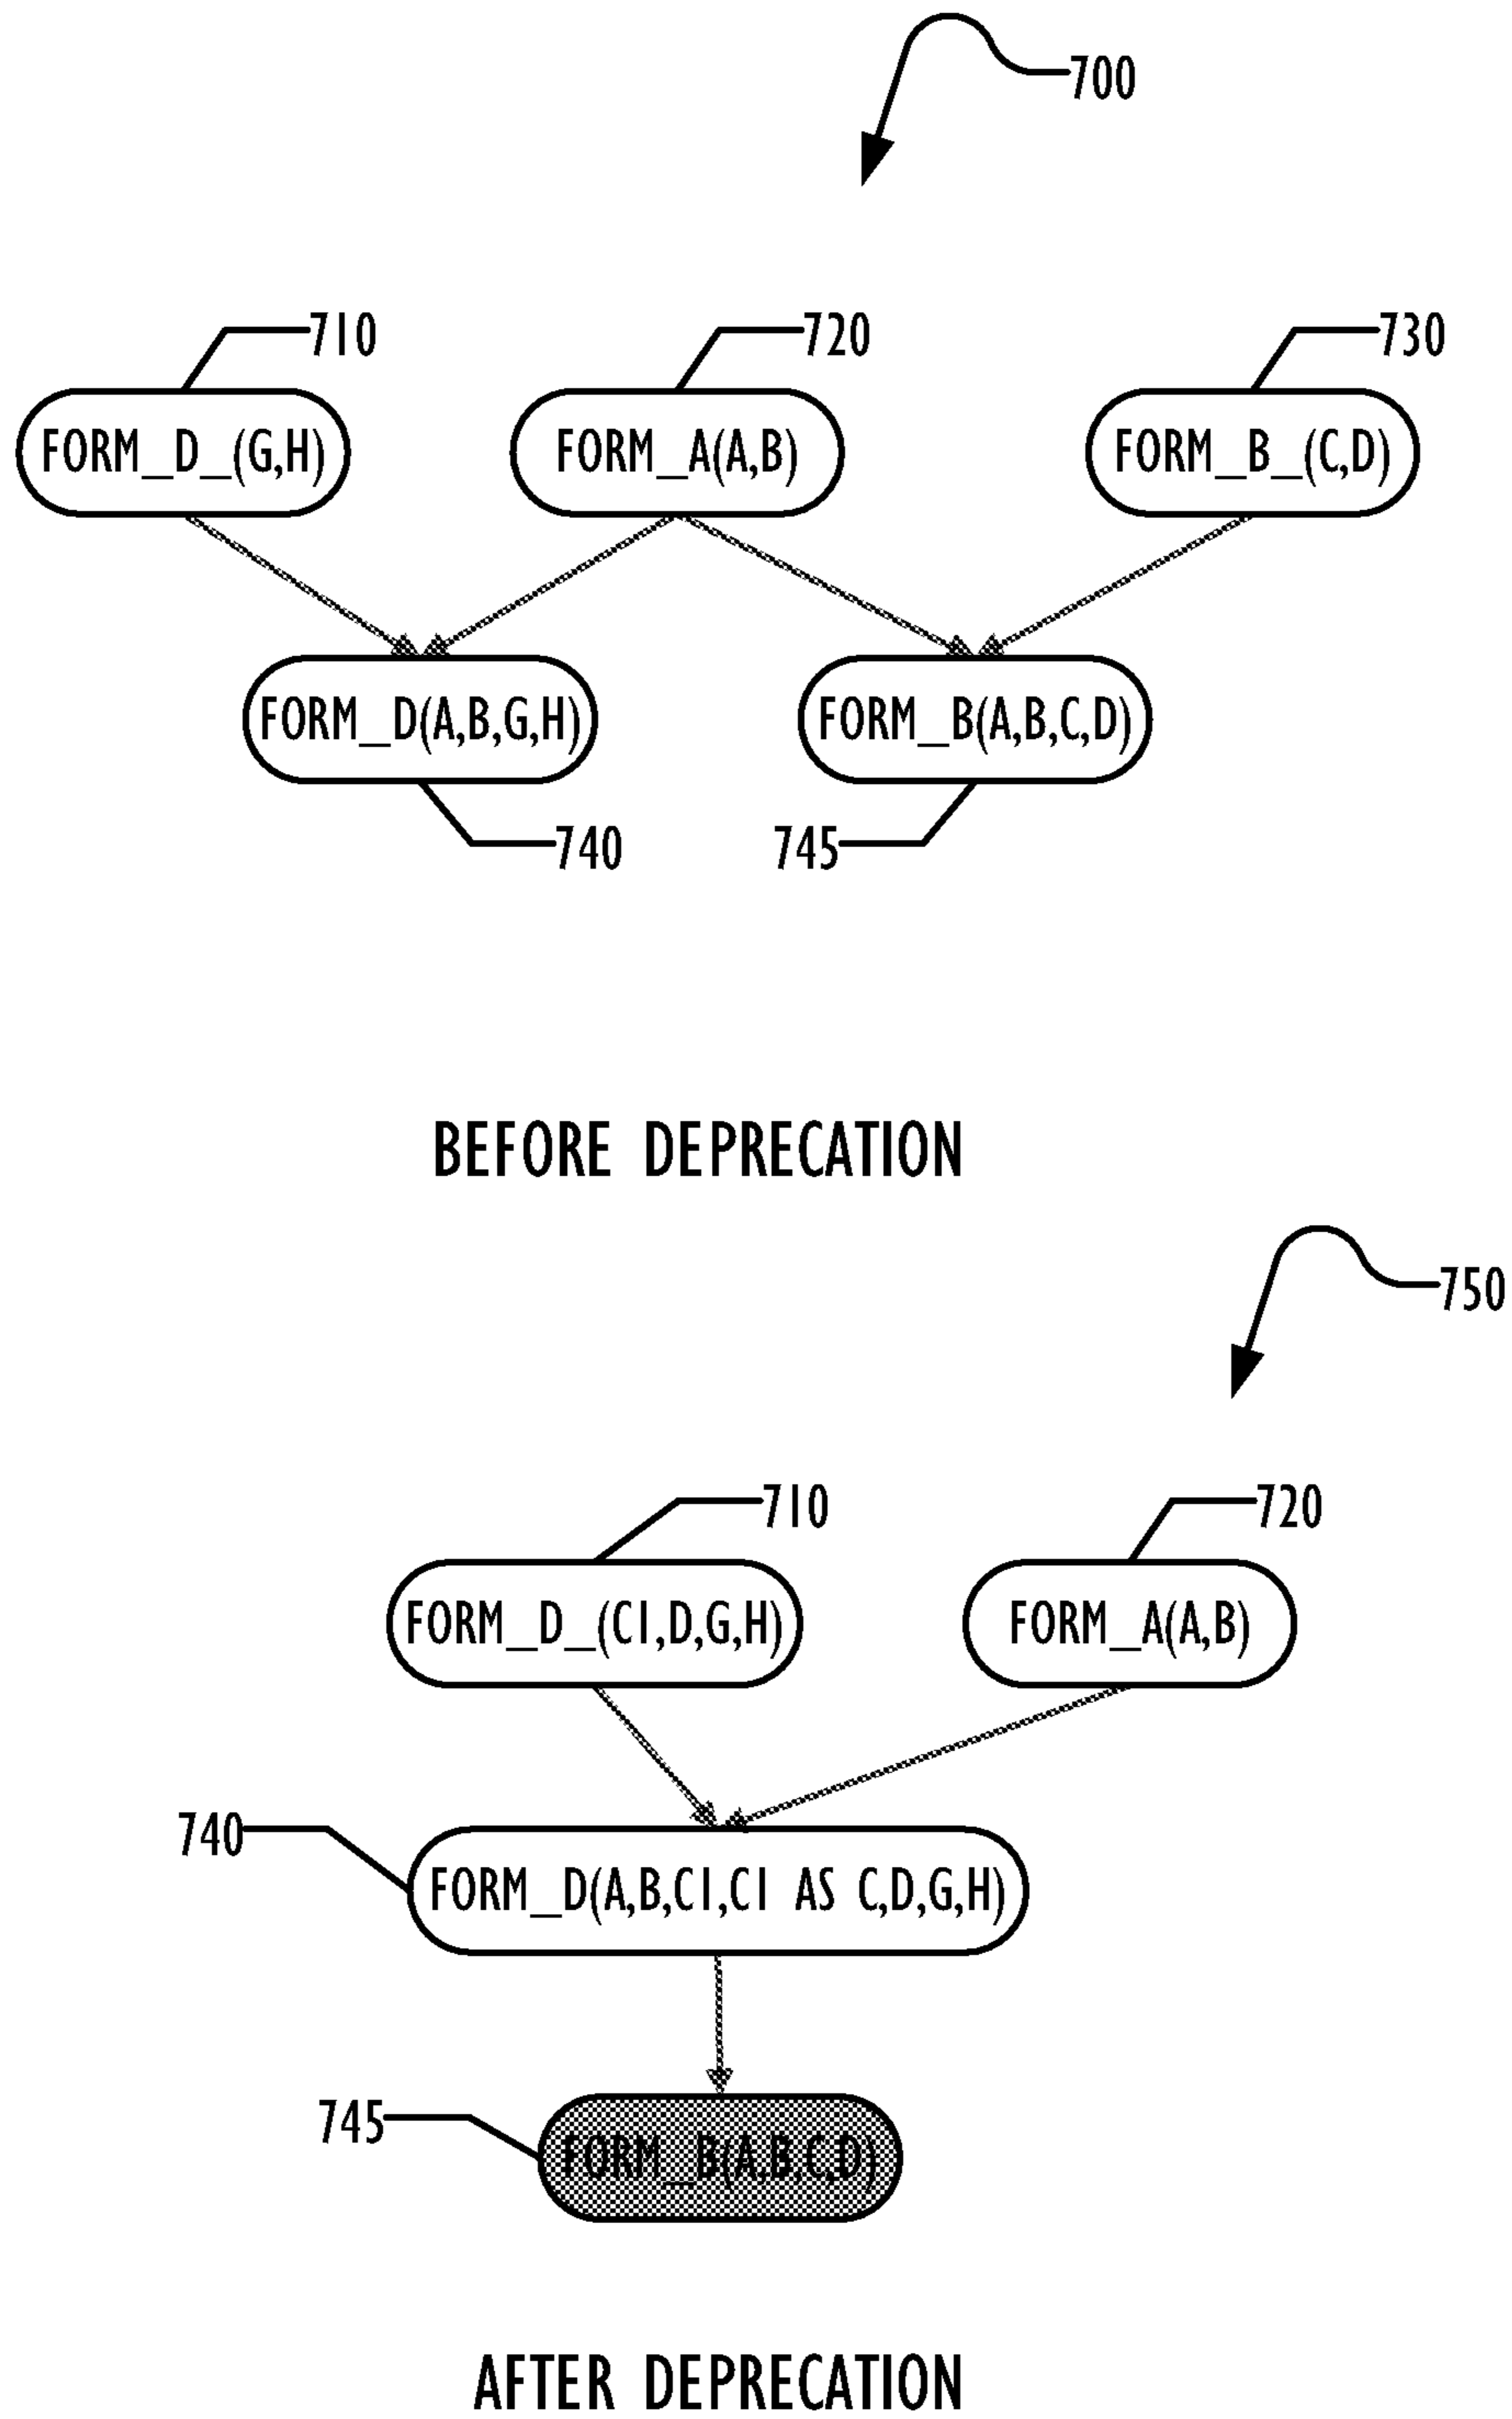 700
710
720
730
FORM_D_(G,H)
FORM_A(A,B)
FORM_B_(C,D)
FORM_D(A,B,G,H)
FORM_B(A,B,C,D)
740
745
BEFORE DEPRECATION
750
710
720
FORM_D_(C1,D,G,H)
FORM_A(A,B)
740
FORM_D(A,B,C1,C1 AS C,D,G,H)
745
FORM_B(A,B,C,D)
AFTER DEPRECATION